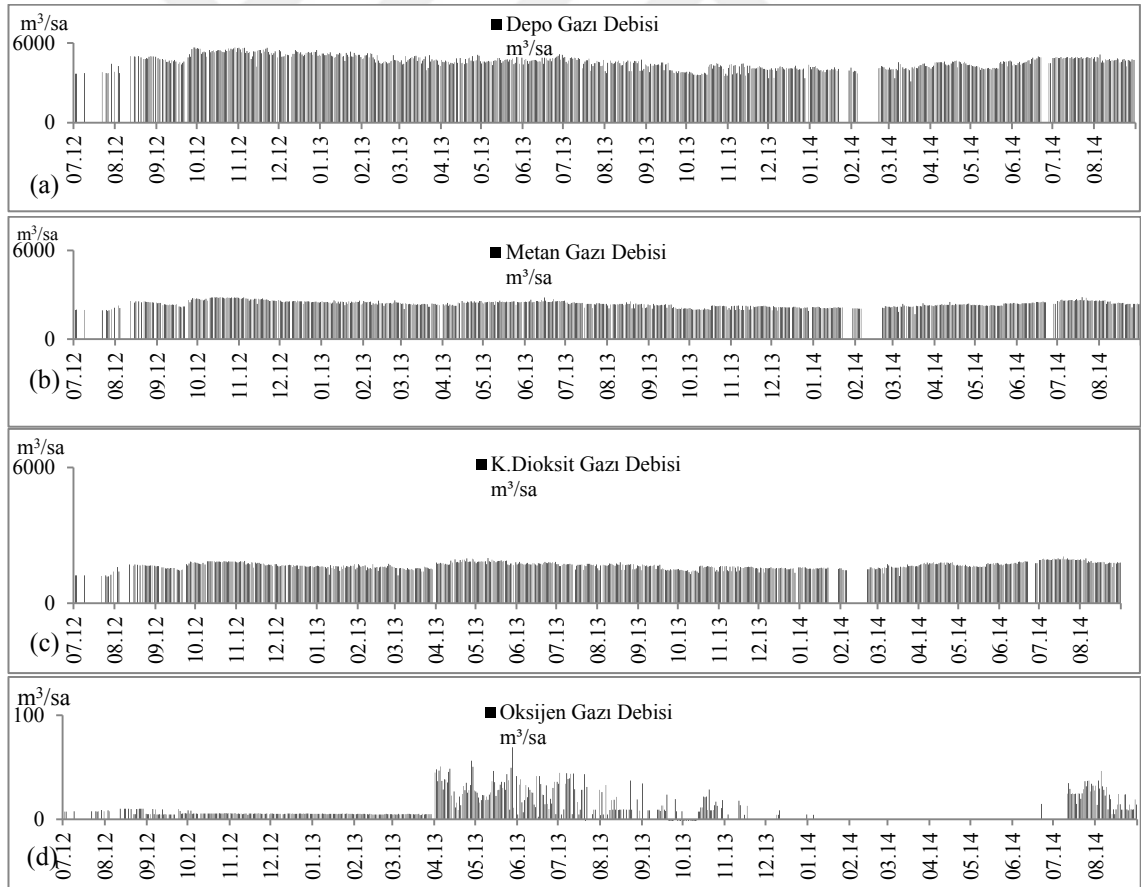 m³/sa
■ Depo Gazı Debisi
m³/sa
6000
0
07.12 08.12 09.12 10.12 11.12 12.12 01.13 02.13 03.13 04.13 05.13 06.13 07.13 08.13 09.13 10.13 11.13 12.13 01.14 02.14 03.14 04.14 05.14 06.14 07.14 08.14
(a)
m³/sa
■ Metan Gazı Debisi
m³/sa
6000
0
07.12 08.12 09.12 10.12 11.12 12.12 01.13 02.13 03.13 04.13 05.13 06.13 07.13 08.13 09.13 10.13 11.13 12.13 01.14 02.14 03.14 04.14 05.14 06.14 07.14 08.14
(b)
m³/sa
■ K.Dioksit Gazı Debisi
m³/sa
6000
0
07.12 08.12 09.12 10.12 11.12 12.12 01.13 02.13 03.13 04.13 05.13 06.13 07.13 08.13 09.13 10.13 11.13 12.13 01.14 02.14 03.14 04.14 05.14 06.14 07.14 08.14
(c)
m³/sa
■ Oksijen Gazı Debisi
m³/sa
100
0
07.12 08.12 09.12 10.12 11.12 12.12 01.13 02.13 03.13 04.13 05.13 06.13 07.13 08.13 09.13 10.13 11.13 12.13 01.14 02.14 03.14 04.14 05.14 06.14 07.14 08.14
(d)